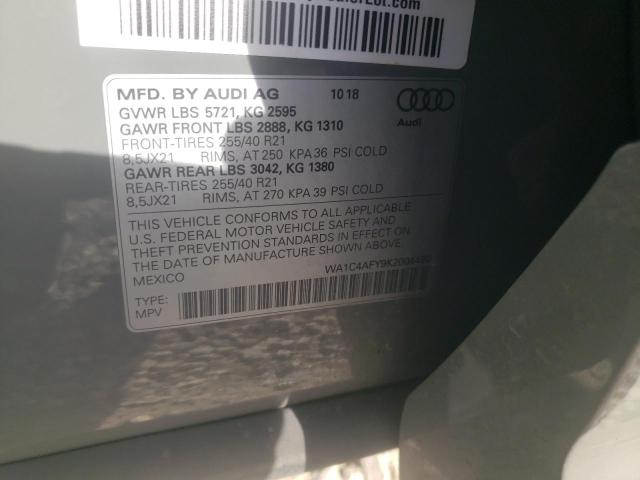 Lot.com
MFD. BY AUDI AG 10 18
GVWR LBS 5721, KG 2595
GAWR FRONT LBS 2888, KG 1310
FRONT-TIRES 255/40 R21
8,5JX21 RIMS, AT 250 KPA 36 PSI COLD
GAWR REAR LBS 3042, KG 1380
REAR-TIRES 255/40 R21
8,5JX21 RIMS, AT 270 KPA 39 PSI COLD
Audi
THIS VEHICLE CONFORMS TO ALL APPLICABLE
U.S. FEDERAL MOTOR VEHICLE SAFETY AND
THEFT PREVENTION STANDARDS IN EFFECT ON
THE DATE OF MANUFACTURE SHOWN ABOVE.
MEXICO
TYPE:
MPV